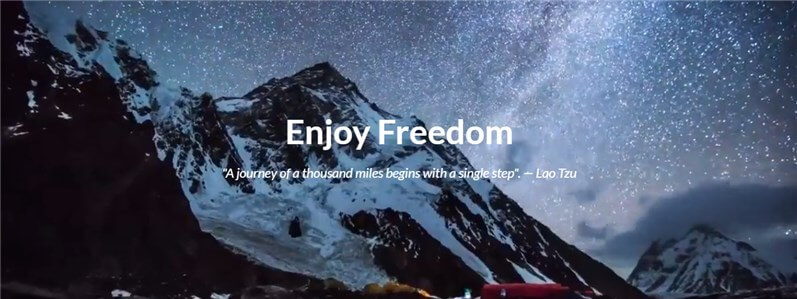 Enjoy Freedom
"A journey of a thousand miles begins with a single step". — Lao Tzu